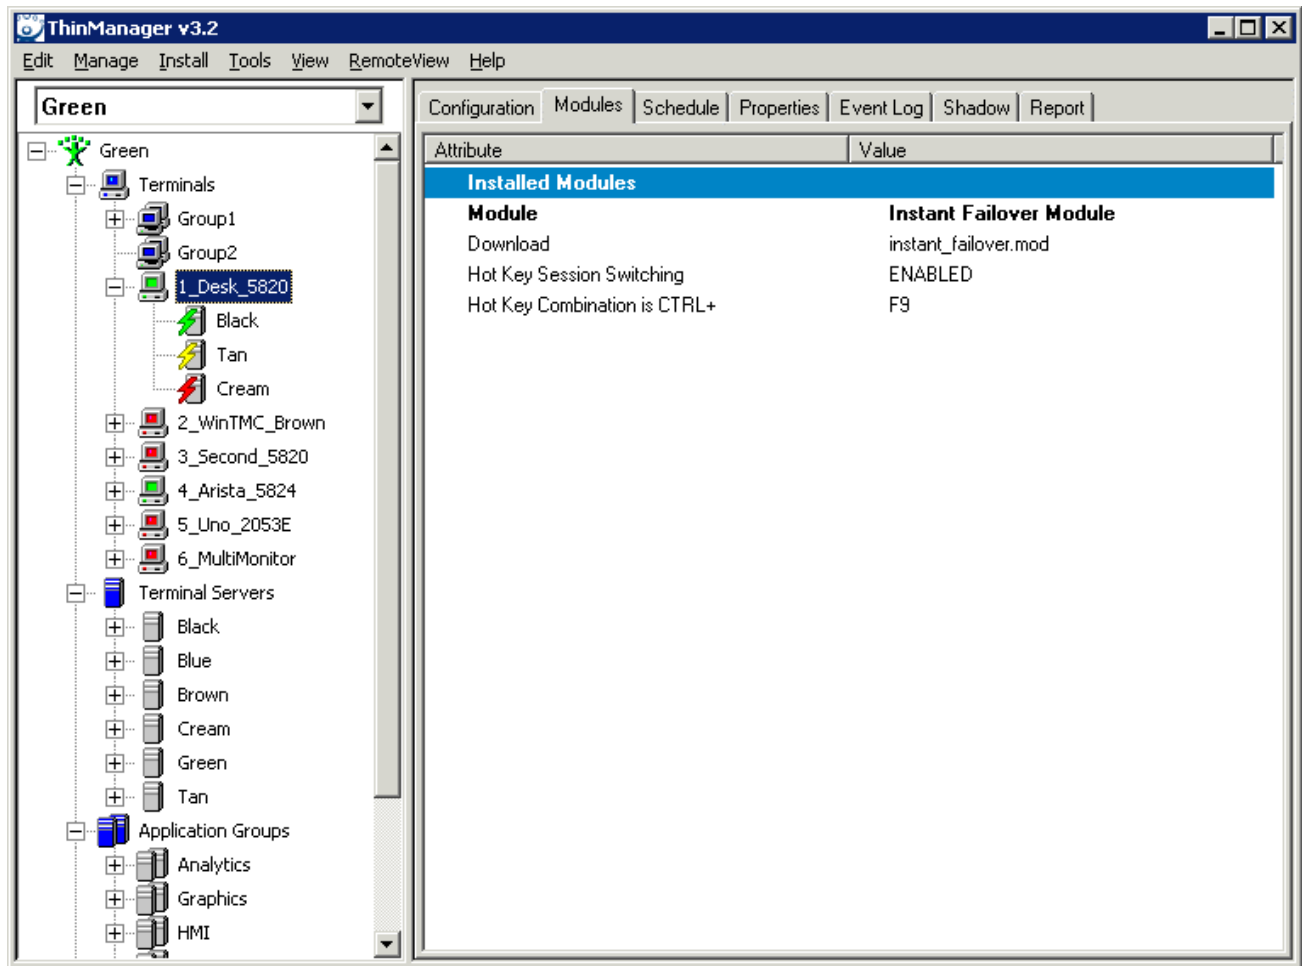 ThinManager v3.2
Edit Manage Install Tools View RemoteView Help
Green
Green
Terminals
Group1
Group2
1_Desk_5820
Black
Tan
Cream
2_WinTMC_Brown
3_Second_5820
4_Arista_5824
5_Uno_2053E
6_MultiMonitor
Terminal Servers
Black
Blue
Brown
Cream
Green
Tan
Application Groups
Analytics
Graphics
HMI
Configuration Modules Schedule Properties Event Log Shadow Report
Attribute Value
Installed Modules
Module Instant Failover Module
Download instant_failover.mod
Hot Key Session Switching ENABLED
Hot Key Combination is CTRL+ F9